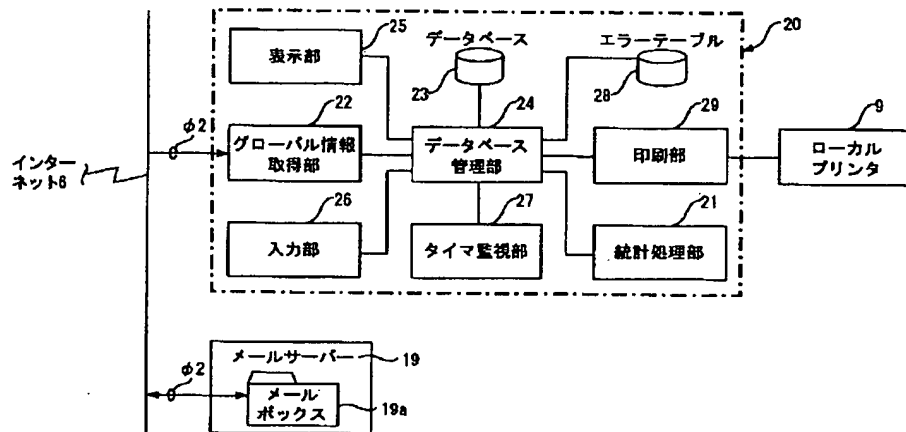 25
表示部
データベース
23
エラーテーブル
28
20
22
グローバル情報
取得部
φ2
24
データベース
管理部
29
印刷部
9
ローカル
プリンタ
インター
ネット6
26
入力部
27
タイマ監視部
21
統計処理部
メールサーバー
19
φ2
メール
ボックス
19a